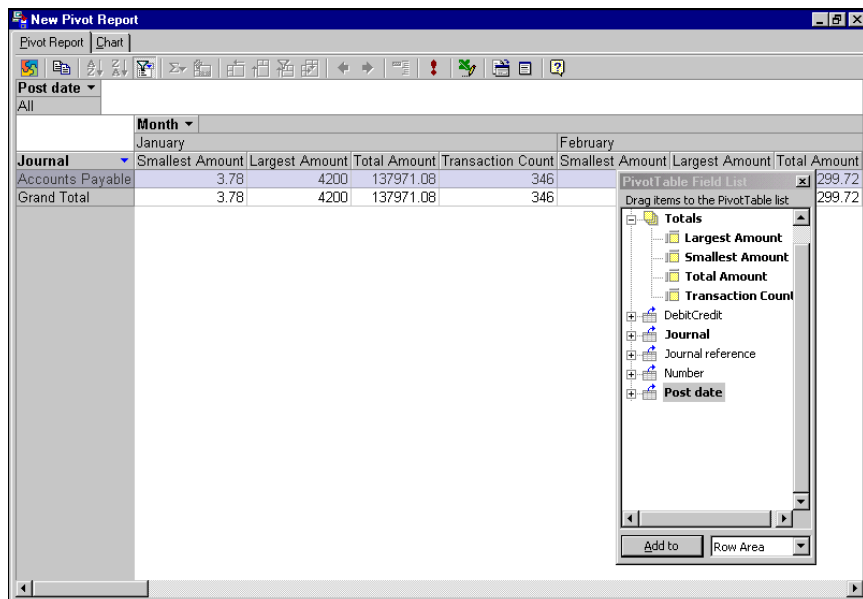 New Pivot Report
Pivot Report Chart
Post date
All
Month
January February
Journal Smallest Amount Largest Amount Total Amount Transaction Count Smallest Amount Largest Amount Total Amount
Accounts Payable 3.78 4200 137971.08 346 299.72
Grand Total 3.78 4200 137971.08 346 299.72
PivotTable Field List
Drag items to the PivotTable list
Totals
Largest Amount
Smallest Amount
Total Amount
Transaction Count
DebitCredit
Journal
Journal reference
Number
Post date
Add to Row Area